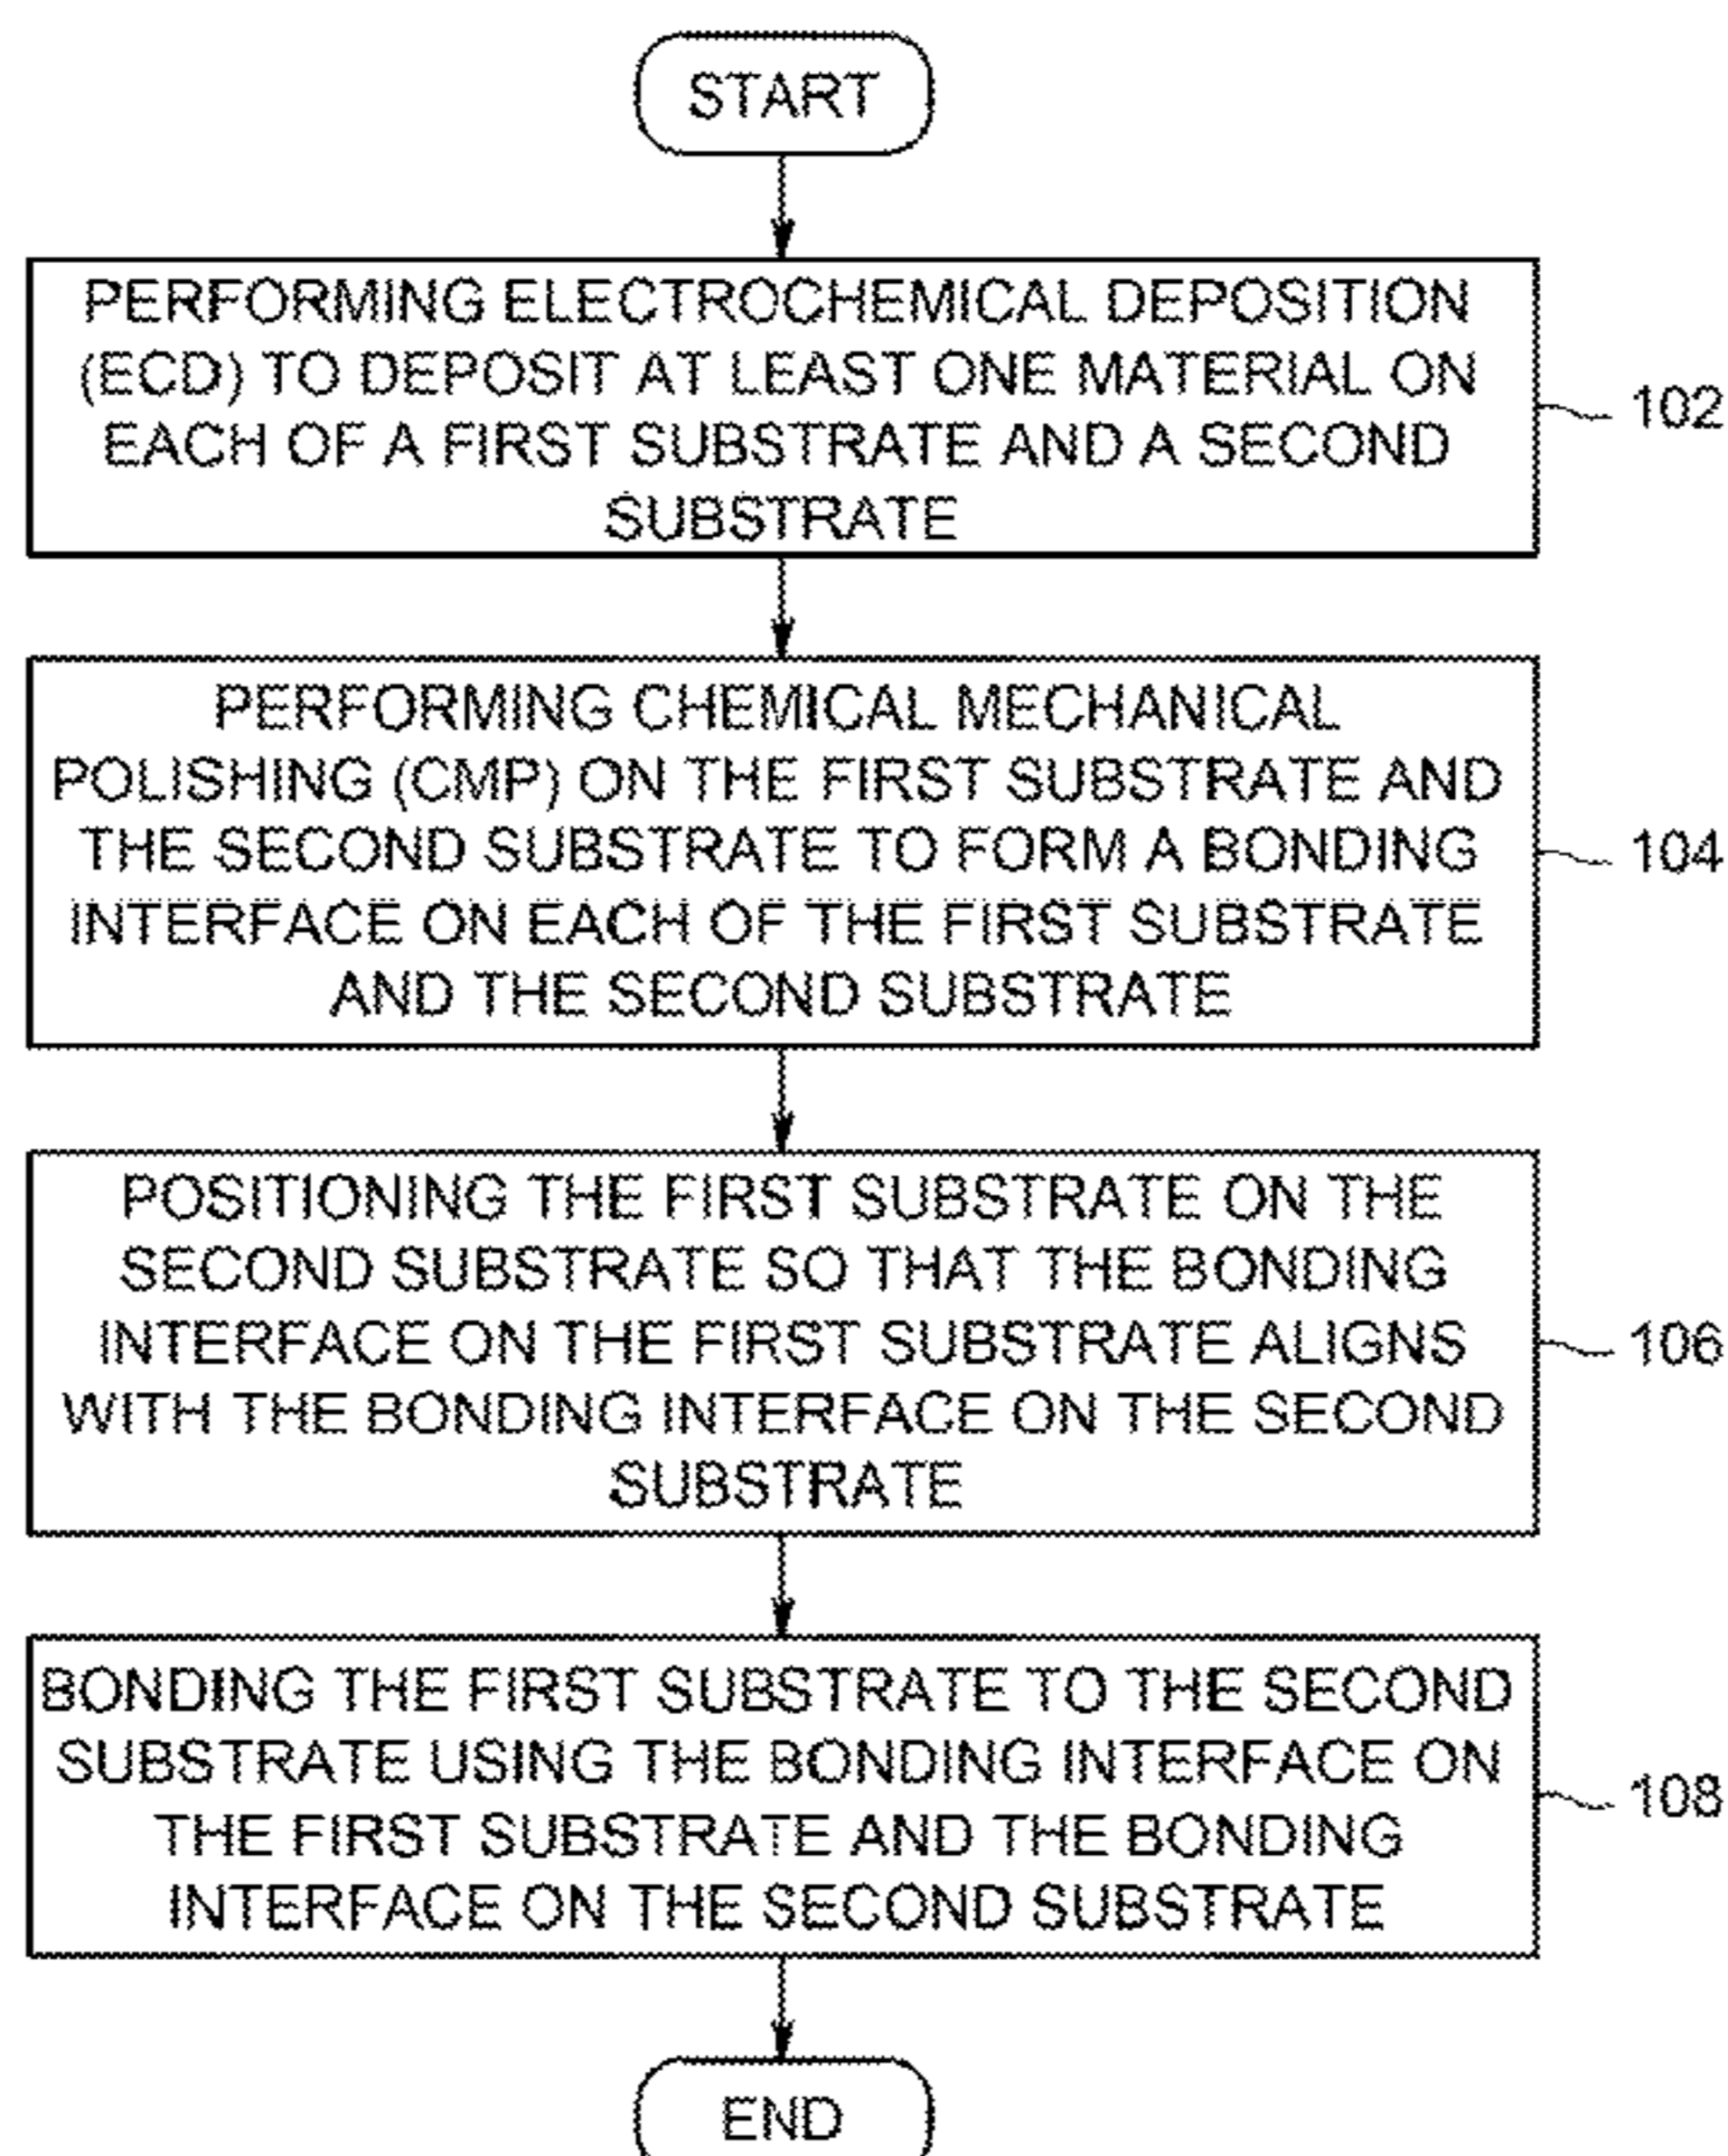 START
PERFORMING ELECTROCHEMICAL DEPOSITION
(ECD) TO DEPOSIT AT LEAST ONE MATERIAL ON
EACH OF A FIRST SUBSTRATE AND A SECOND
SUBSTRATE
102
PERFORMING CHEMICAL MECHANICAL
POLISHING (CMP) ON THE FIRST SUBSTRATE AND
THE SECOND SUBSTRATE TO FORM A BONDING
INTERFACE ON EACH OF THE FIRST SUBSTRATE
AND THE SECOND SUBSTRATE
104
POSITIONING THE FIRST SUBSTRATE ON THE
SECOND SUBSTRATE SO THAT THE BONDING
INTERFACE ON THE FIRST SUBSTRATE ALIGNS
WITH THE BONDING INTERFACE ON THE SECOND
SUBSTRATE
106
BONDING THE FIRST SUBSTRATE TO THE SECOND
SUBSTRATE USING THE BONDING INTERFACE ON
THE FIRST SUBSTRATE AND THE BONDING
INTERFACE ON THE SECOND SUBSTRATE
108
END